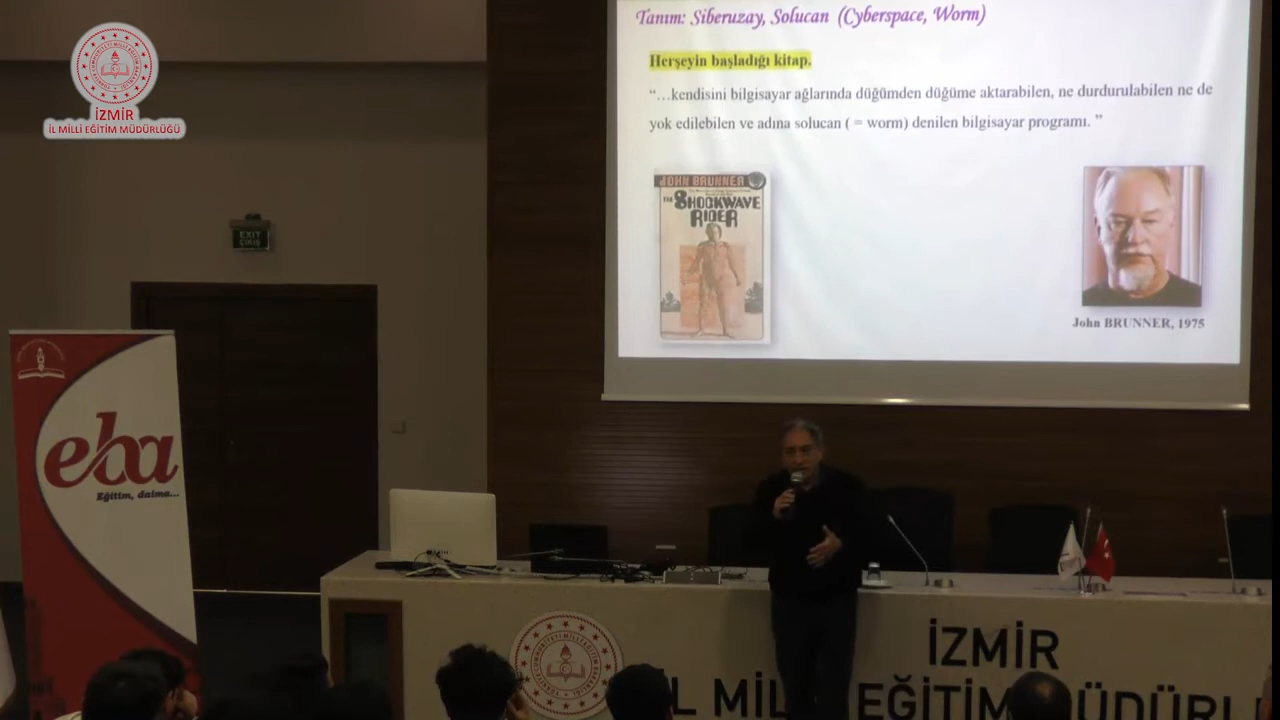 Tanım: Siberuzay, Solucan (Cyberspace, Worm)
Herşeyin başladığı kitap.
“…kendisini bilgisayar ağlarında düğümden düğüme aktarabilen, ne durdurulabilen ne de
yok edilebilen ve adına solucan ( = worm) denilen bilgisayar programı. ”
JOHN BRUNNER
THE SHOCKWAVE
RIDER
John BRUNNER, 1975
İZMİR
İL MİLLİ EĞİTİM MÜDÜRLÜĞÜ
EXIT
ÇIKIŞ
eba
Eğitim, daima...
İZMİR
İL MİLLİ EĞİTİM MÜDÜRLÜ